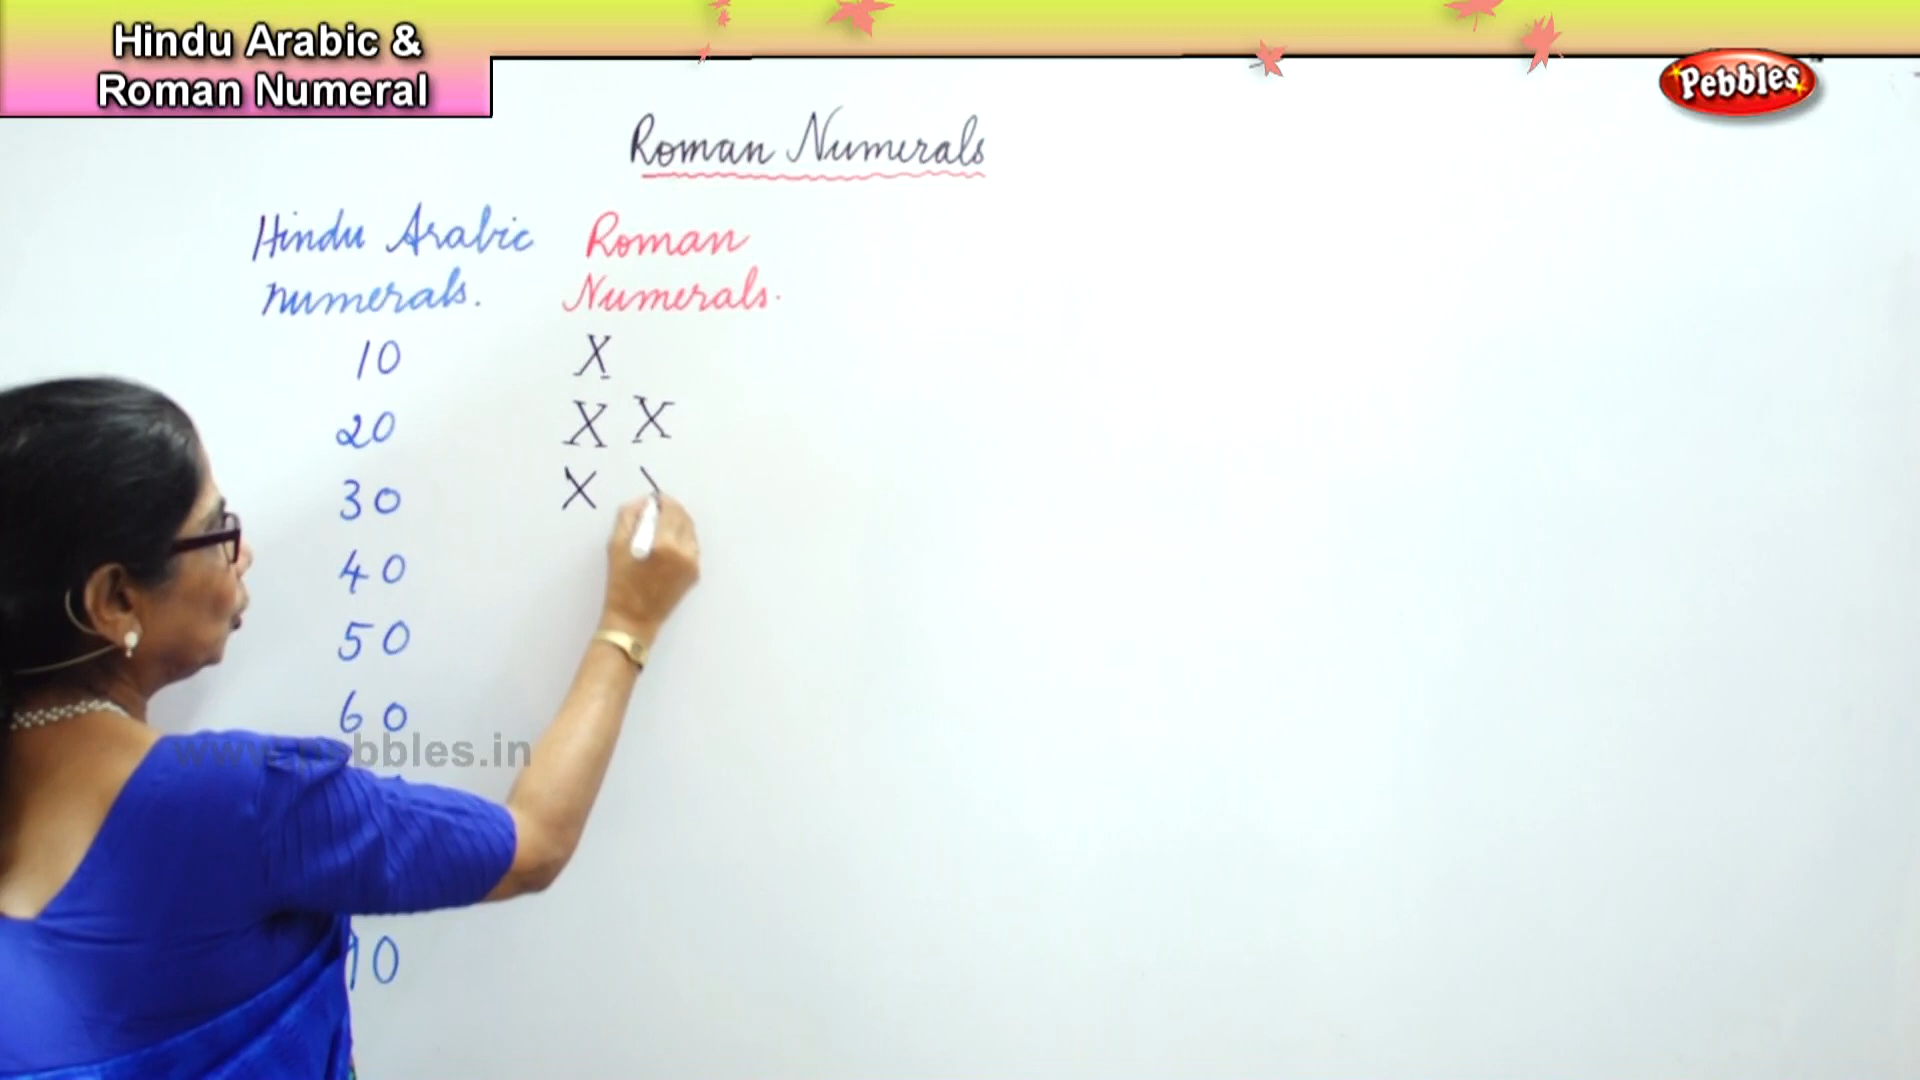 Hindu Arabic &
Roman Numeral
Pebbles
Roman Numerals
Hindu Arabic Roman
numerals. Numerals.
10 X
20 X X
30 X
40
50
60
www.pebbles.in
90